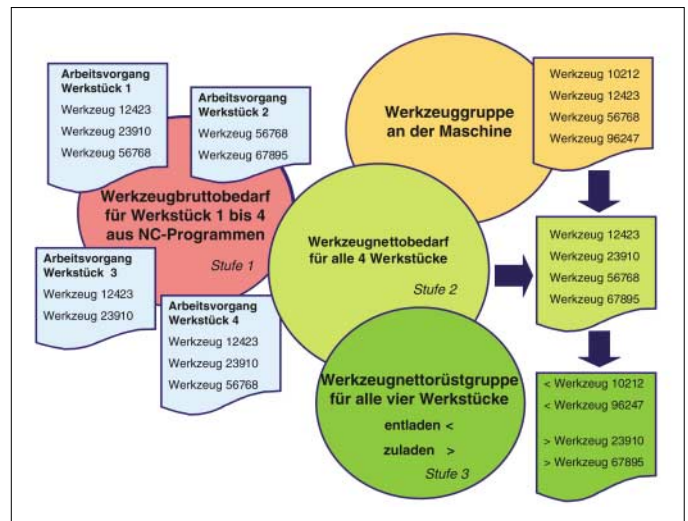 Arbeitsvorgang
Werkstück 1
Werkzeug 12423
Werkzeug 23910
Werkzeug 56768
Arbeitsvorgang
Werkstück 2
Werkzeug 56768
Werkzeug 67895
Werkzeugbruttobedarf
für Werkstück 1 bis 4
aus NC-Programmen
Stufe 1
Arbeitsvorgang
Werkstück 3
Werkzeug 12423
Werkzeug 23910
Arbeitsvorgang
Werkstück 4
Werkzeug 12423
Werkzeug 23910
Werkzeug 56768
Werkzeuggruppe
an der Maschine
Werkzeug 10212
Werkzeug 12423
Werkzeug 56768
Werkzeug 96247
Werkzeugnettobedarf
für alle 4 Werkstücke
Stufe 2
Werkzeug 12423
Werkzeug 23910
Werkzeug 56768
Werkzeug 67895
Werkzeugnettorüstgruppe
für alle vier Werkstücke
entladen <
zuladen >
Stufe 3
< Werkzeug 10212
< Werkzeug 96247
> Werkzeug 23910
> Werkzeug 67895